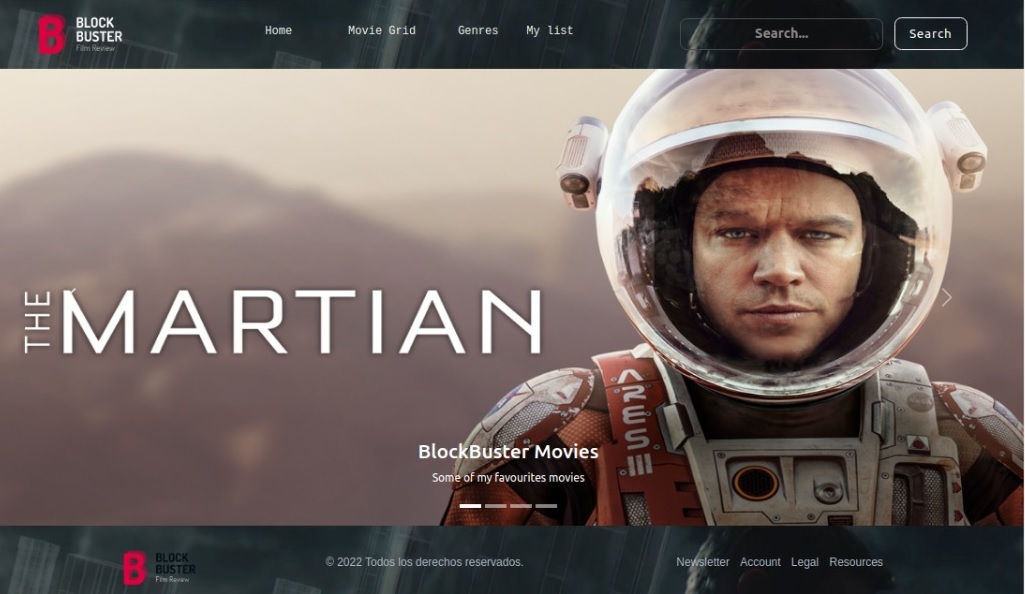 BLOCK
BUSTER
Film Review
Home Movie Grid Genres My list
Search...
Search
THE MARTIAN
ARES III
BlockBuster Movies
Some of my favourites movies
BLOCK
BUSTER
Film Review
© 2022 Todos los derechos reservados.
Newsletter Account Legal Resources